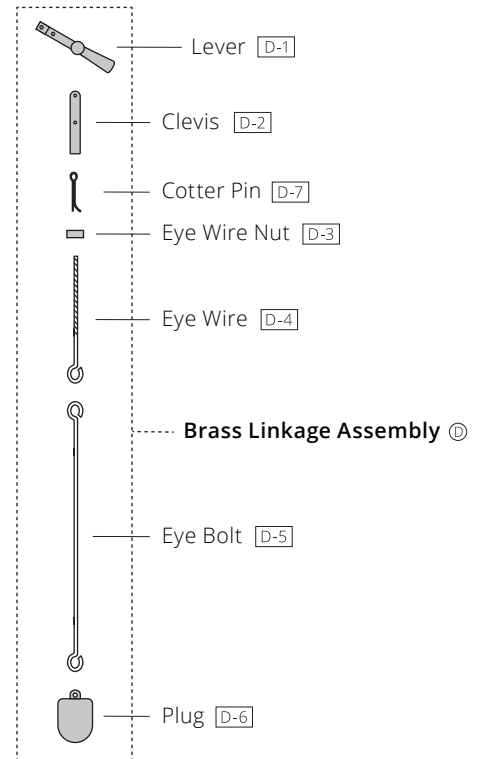 Lever D-1
Clevis D-2
Cotter Pin D-7
Eye Wire Nut D-3
Eye Wire D-4
Brass Linkage Assembly Ⓓ
Eye Bolt D-5
Plug D-6